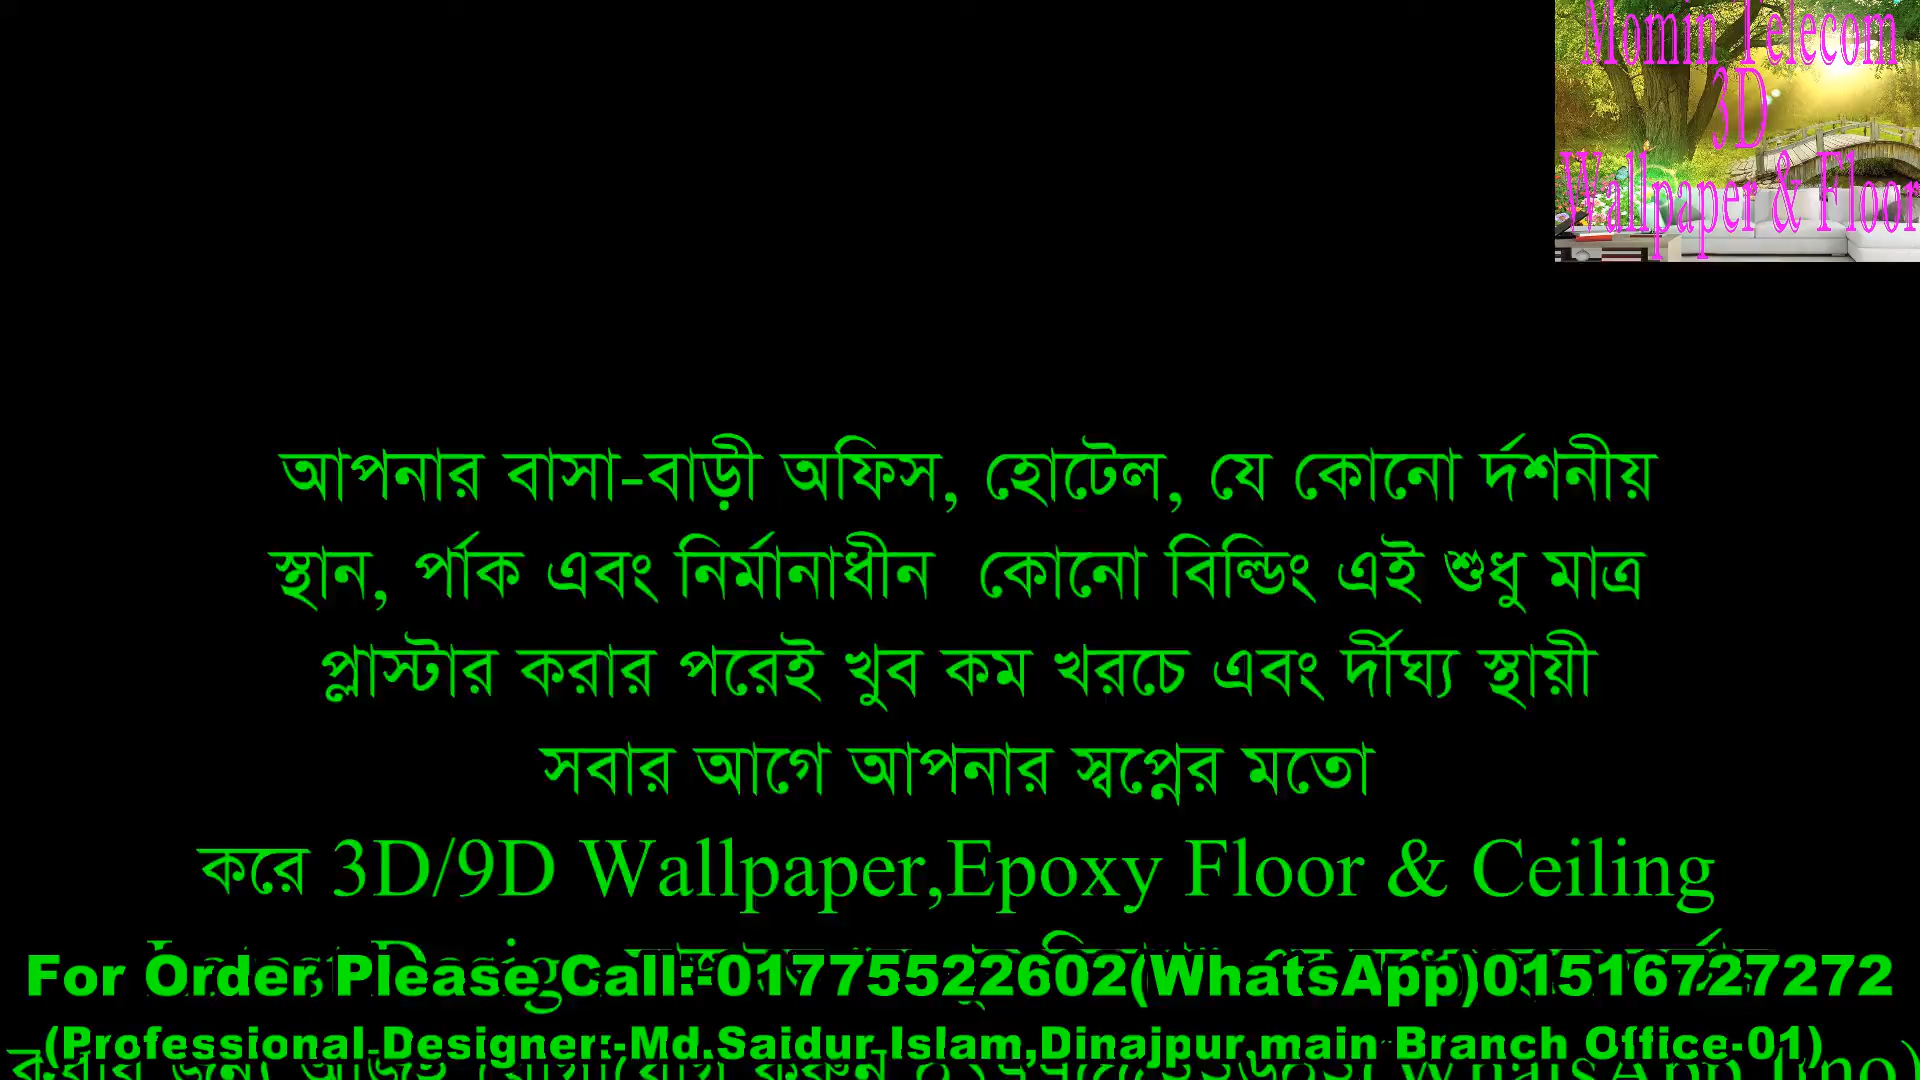 Momin Telecom
3D
Wallpaper & Floor
আপনার বাসা-বাড়ী অফিস, হোটেল, যে কোনো র্দশনীয়
স্থান, র্পাক এবং নির্মানাধীন কোনো বিল্ডিং এই শুধু মাত্র
প্লাস্টার করার পরেই খুব কম খরচে এবং র্দীঘ্য স্থায়ী
সবার আগে আপনার স্বপ্নের মতো
করে 3D/9D Wallpaper,Epoxy Floor & Ceiling
For Order Please Call:-01775522602(WhatsApp)01516727272
(Professional Designer:-Md.Saidur Islam,Dinajpur main Branch Office-01)